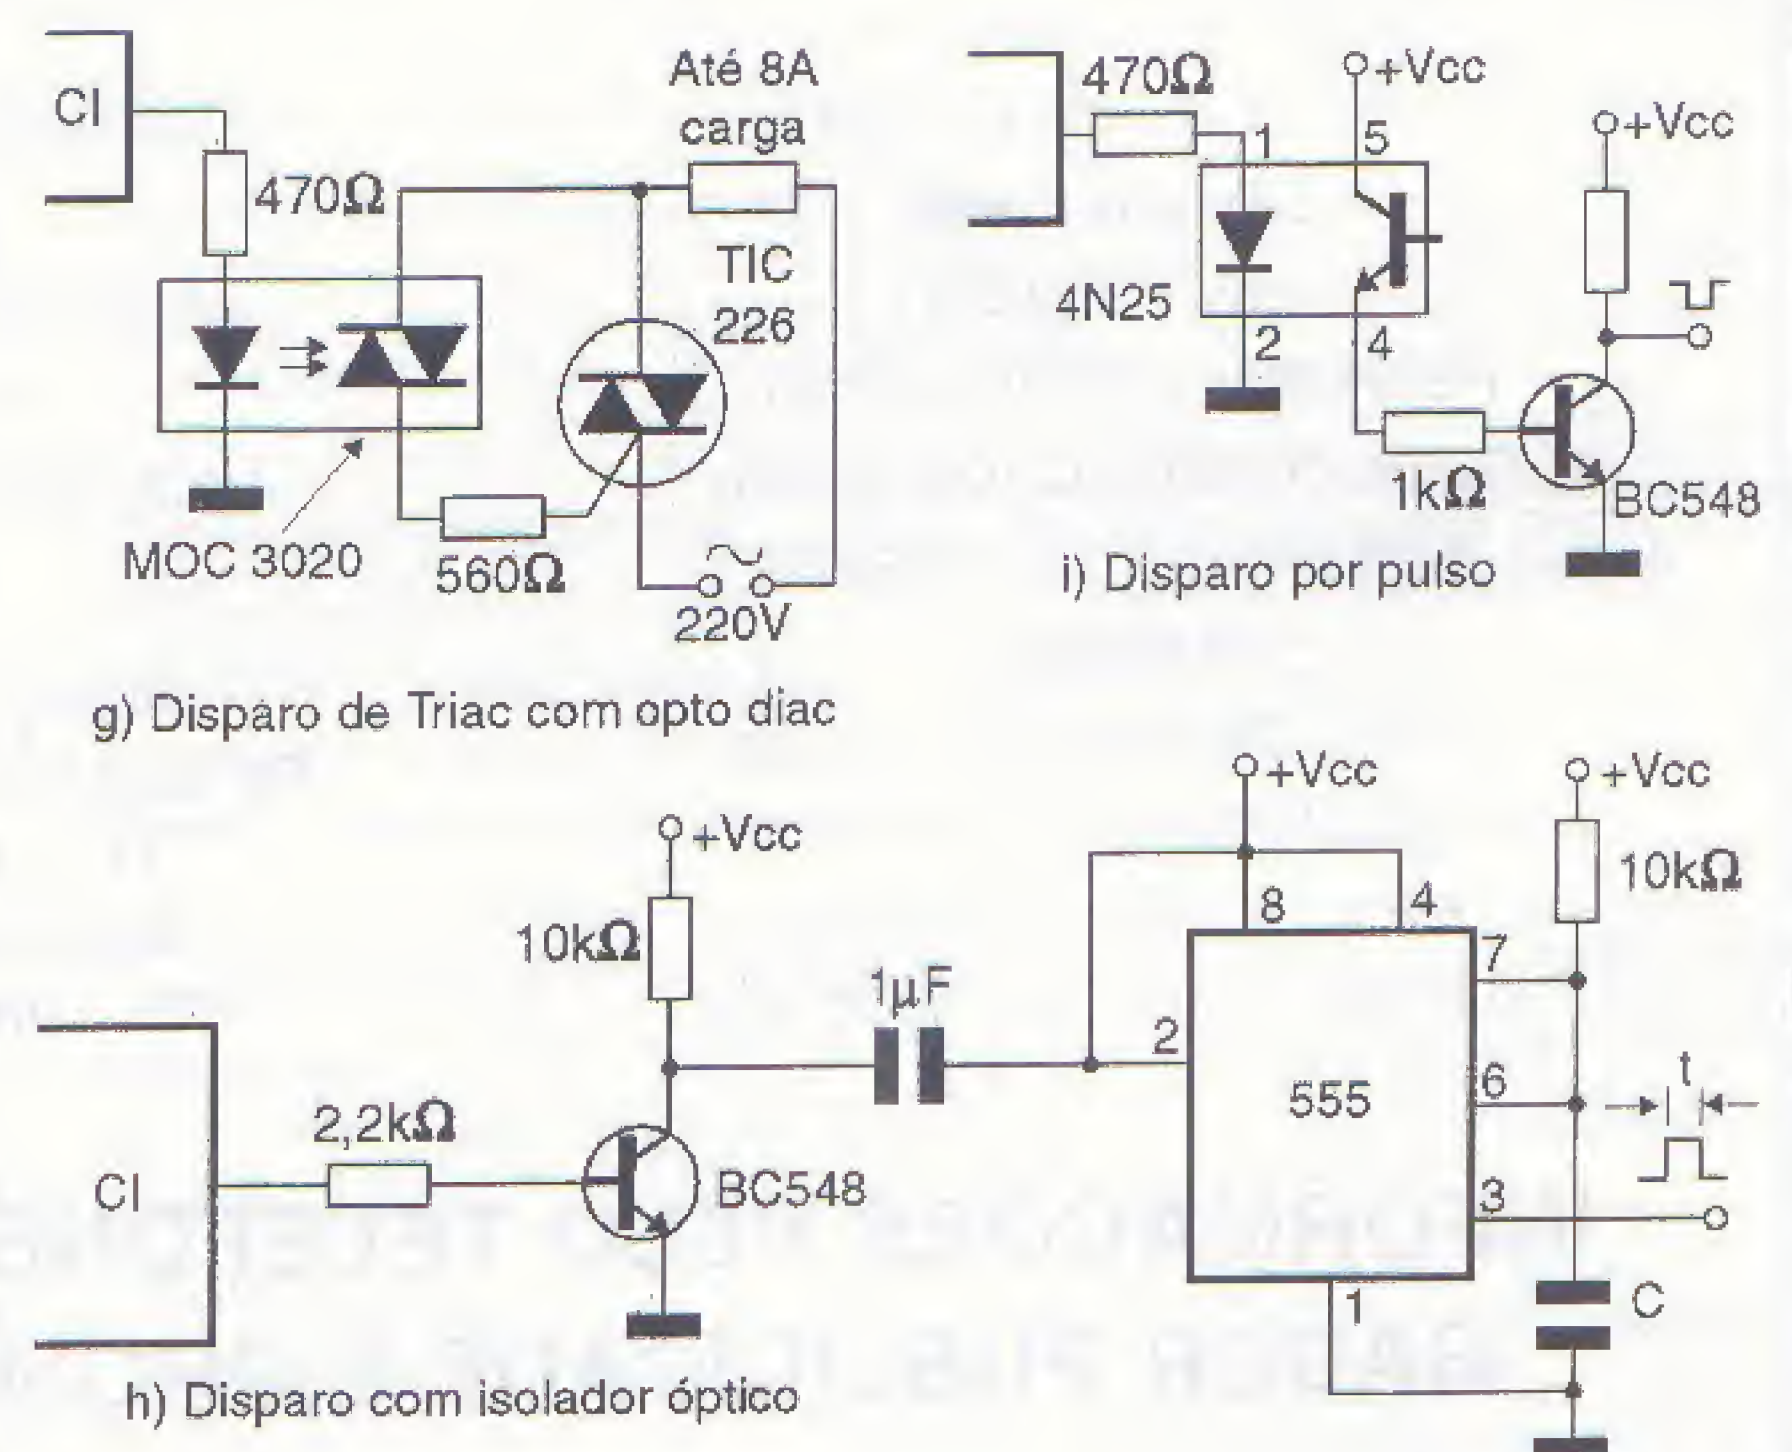 CI
470Ω
Até 8A
carga
TIC
226
MOC 3020
560Ω
220V
g) Disparo de Triac com opto diac
470Ω
+Vcc
1
5
4N25
2
4
+Vcc
1kΩ
BC548
i) Disparo por pulso
CI
2,2kΩ
+Vcc
10kΩ
BC548
1µF
+Vcc
8
4
2
555
7
6
3
1
+Vcc
10kΩ
t
C
h) Disparo com isolador óptico